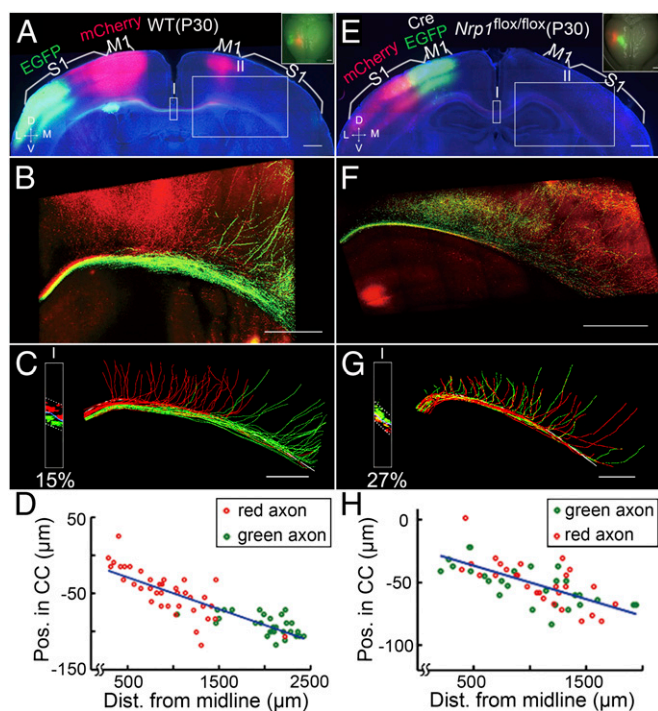 A
EGFP
mCherry
WT(P30)
S1
M1
M1
S1
I
II
D
L
M
V
E
mCherry
Cre
EGFP
Nrp1flox/flox(P30)
S1
M1
M1
S1
I
II
D
L
M
V
B
F
C
I
15%
G
I
27%
D
red axon
green axon
50
-50
-150
Pos. in CC (µm)
500
1500
2500
Dist. from midline (µm)
H
green axon
red axon
0
-50
-100
Pos. in CC (µm)
500
1500
Dist. from midline (µm)